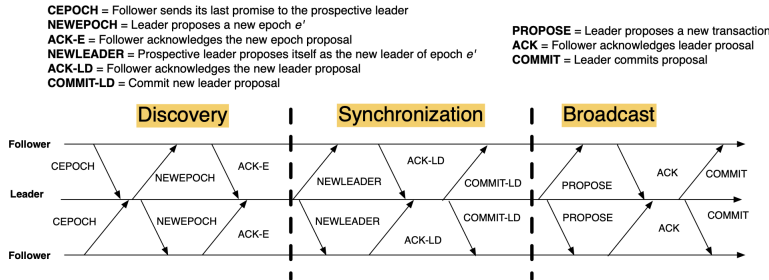 CEPOCH = Follower sends its last promise to the prospective leader
NEWEPOCH = Leader proposes a new epoch e'
ACK-E = Follower acknowledges the new epoch proposal
NEWLEADER = Prospective leader proposes itself as the new leader of epoch e'
ACK-LD = Follower acknowledges the new leader proposal
COMMIT-LD = Commit new leader proposal
PROPOSE = Leader proposes a new transaction
ACK = Follower acknowledges leader proosal
COMMIT = Leader commits proposal
Discovery
Synchronization
Broadcast
Follower
CEPOCH
NEWEPOCH
ACK-E
NEWLEADER
ACK-LD
COMMIT-LD
PROPOSE
ACK
COMMIT
Leader
CEPOCH
NEWEPOCH
ACK-E
NEWLEADER
ACK-LD
COMMIT-LD
PROPOSE
ACK
COMMIT
Follower